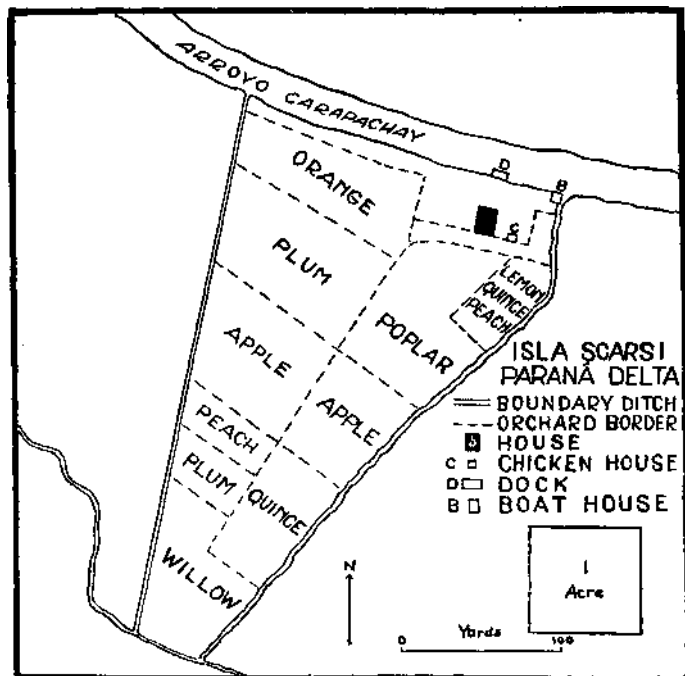 ARROYO CARAPACHAY
D
B
ORANGE
C
PLUM
LEMON
QUINCE
PEACH
POPLAR
APPLE
APPLE
ISLA SCARSI
PARANÁ DELTA
BOUNDARY DITCH
ORCHARD BORDER
HOUSE
C CHICKEN HOUSE
D DOCK
B BOAT HOUSE
PEACH
PLUM
QUINCE
WILLOW
N
1
Acre
Yards
0 100